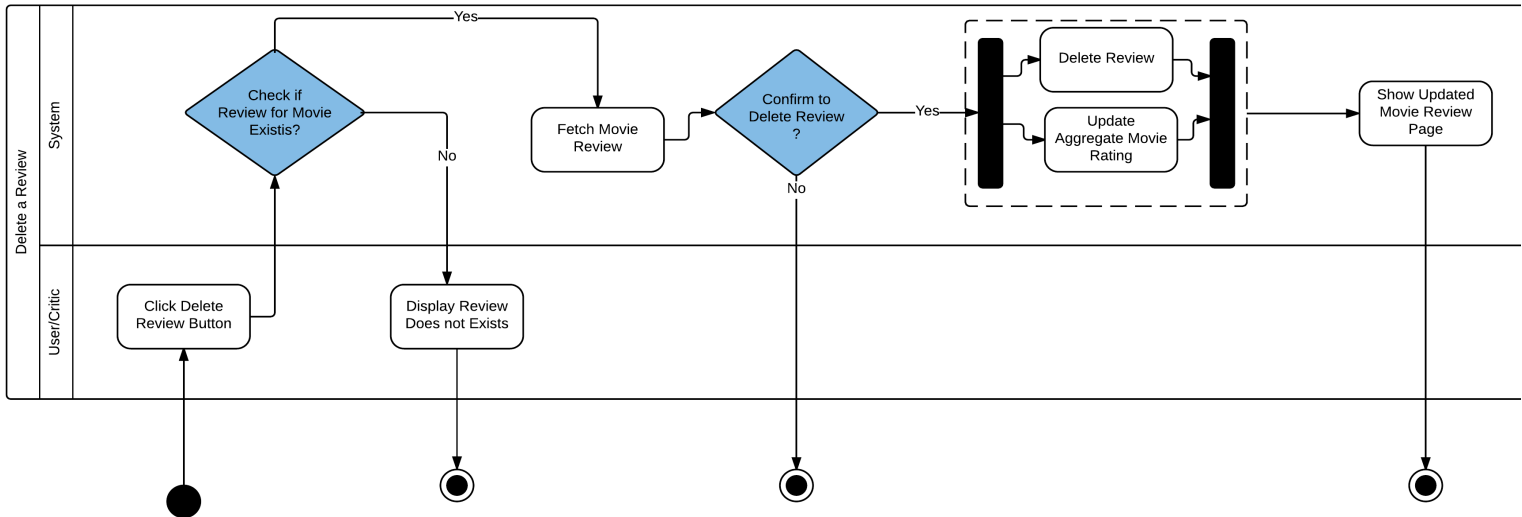 Delete a Review
System
User/Critic
Yes
Check if
Review for Movie
Existis?
No
Fetch Movie
Review
Confirm to
Delete Review
?
Yes
No
Delete Review
Update
Aggregate Movie
Rating
Show Updated
Movie Review
Page
Click Delete
Review Button
Display Review
Does not Exists